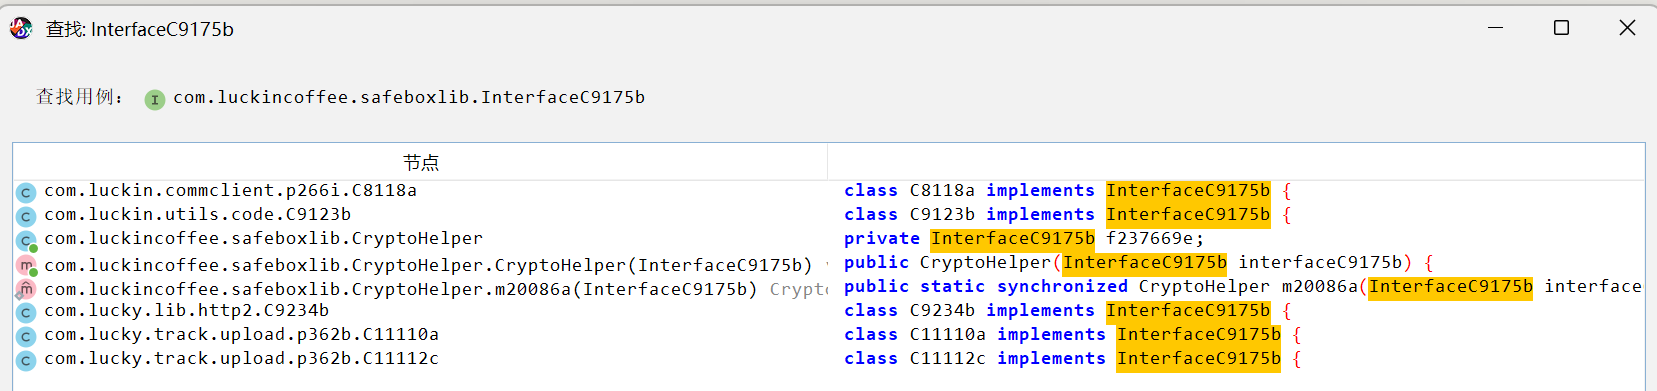 查找: InterfaceC9175b
查找用例: I com.luckincoffee.safeboxlib.InterfaceC9175b
节点
C com.luckin.commclient.p266i.C8118a class C8118a implements InterfaceC9175b {
C com.luckin.utils.code.C9123b class C9123b implements InterfaceC9175b {
C com.luckincoffee.safeboxlib.CryptoHelper private InterfaceC9175b f237669e;
m com.luckincoffee.safeboxlib.CryptoHelper.CryptoHelper(InterfaceC9175b) public CryptoHelper(InterfaceC9175b interfaceC9175b) {
m com.luckincoffee.safeboxlib.CryptoHelper.m20086a(InterfaceC9175b) Crypto public static synchronized CryptoHelper m20086a(InterfaceC9175b interface
C com.lucky.lib.http2.C9234b class C9234b implements InterfaceC9175b {
C com.lucky.track.upload.p362b.C11110a class C11110a implements InterfaceC9175b {
C com.lucky.track.upload.p362b.C11112c class C11112c implements InterfaceC9175b {